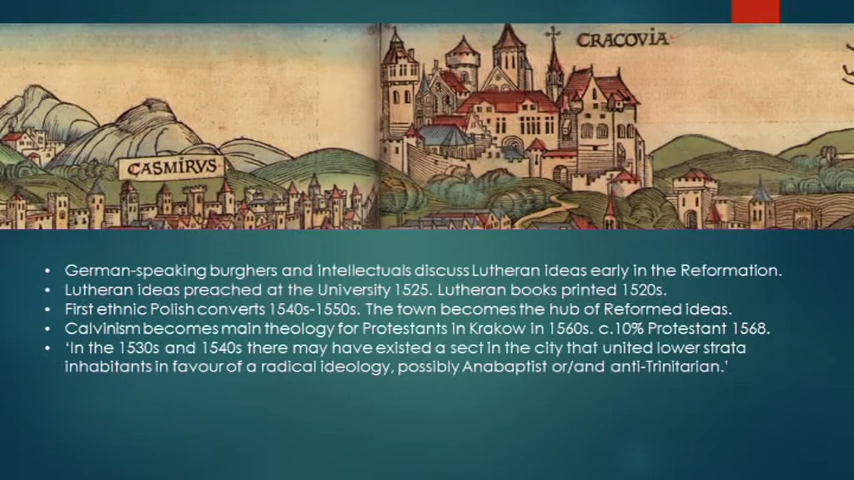 CRACOVIA
CASMIRVS
• German-speaking burghers and intellectuals discuss Lutheran ideas early in the Reformation.
• Lutheran ideas preached at the University 1525. Lutheran books printed 1520s.
• First ethnic Polish converts 1540s-1550s. The town becomes the hub of Reformed ideas.
• Calvinism becomes main theology for Protestants in Krakow in 1560s. c.10% Protestant 1568.
• ‘In the 1530s and 1540s there may have existed a sect in the city that united lower strata
inhabitants in favour of a radical ideology, possibly Anabaptist or/and anti-Trinitarian.’